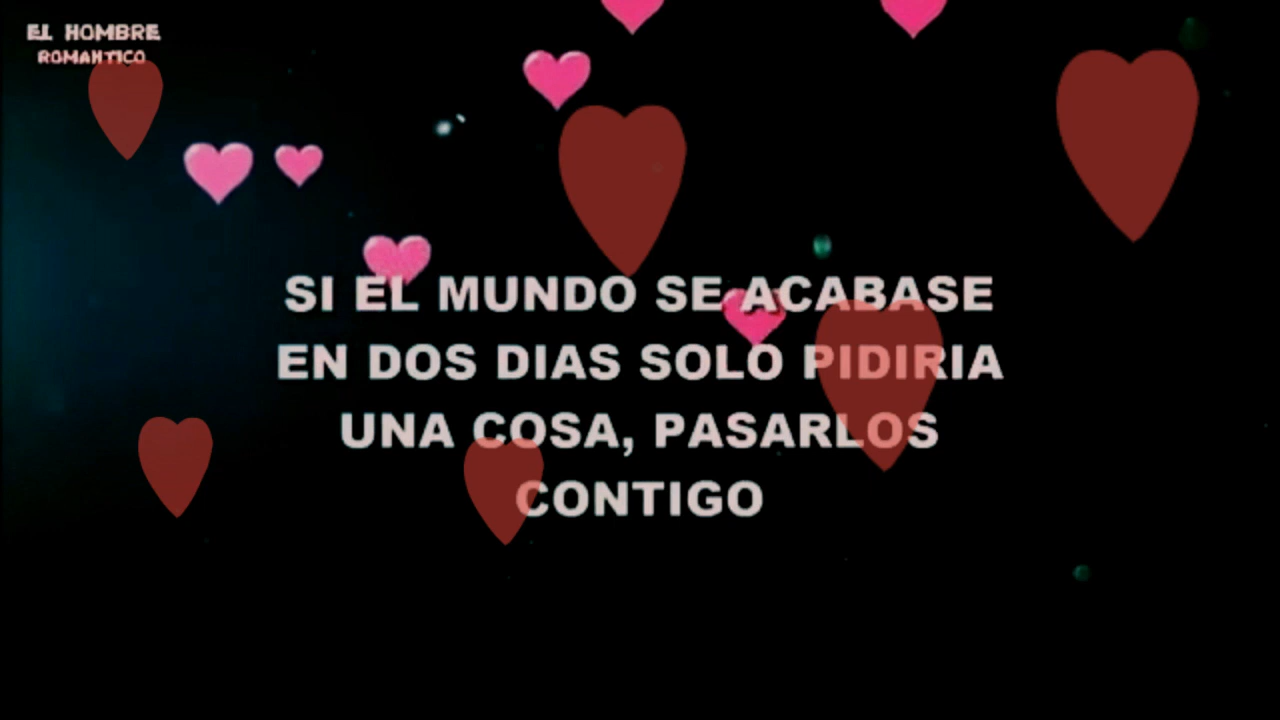 EL HOMBRE
ROMANTICO
SI EL MUNDO SE ACABASE
EN DOS DIAS SOLO PIDIRIA
UNA COSA, PASARLOS
CONTIGO